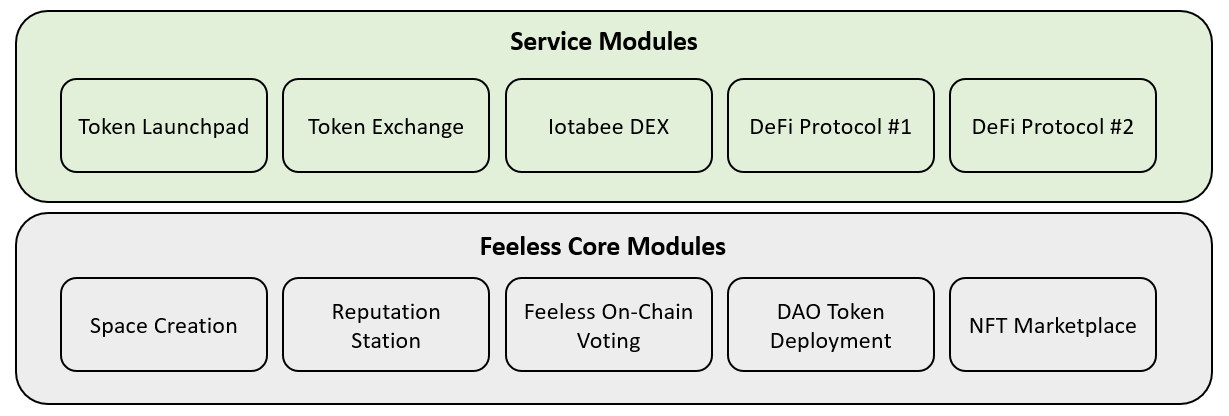 Service Modules
Token Launchpad
Token Exchange
Iotabee DEX
DeFi Protocol #1
DeFi Protocol #2
Feeless Core Modules
Space Creation
Reputation
Station
Feeless On-Chain
Voting
DAO Token
Deployment
NFT Marketplace